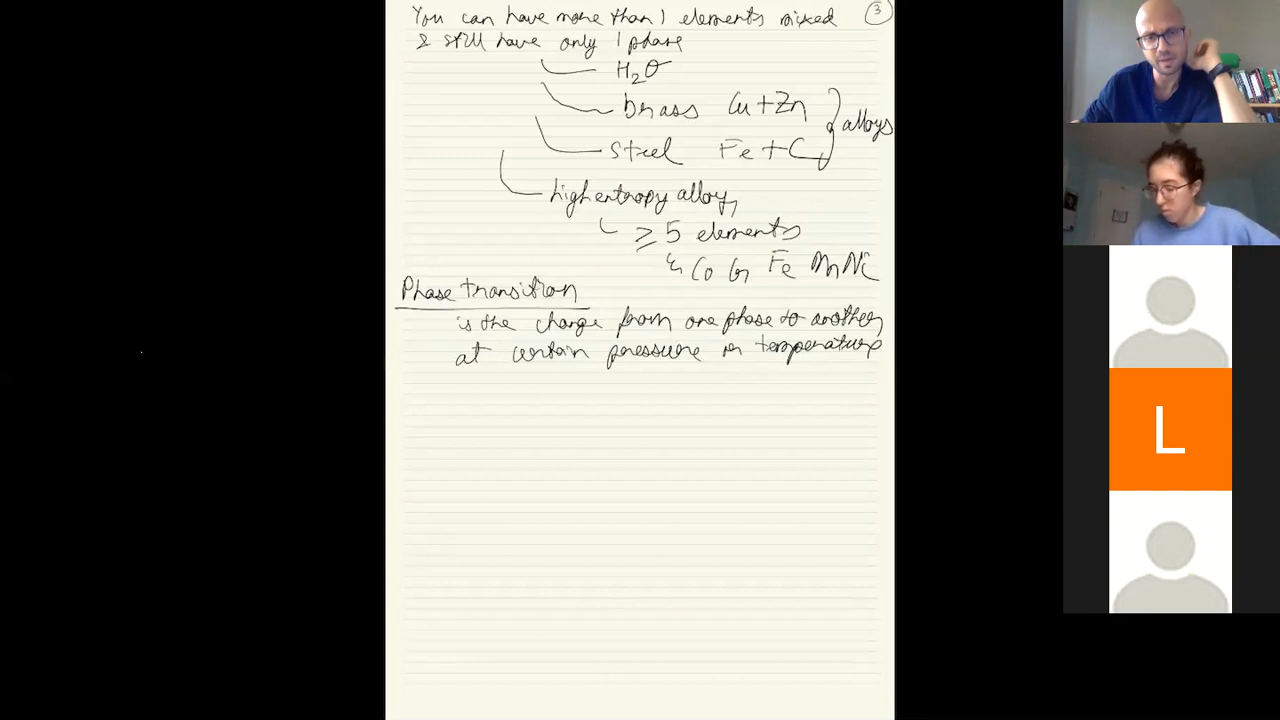 You can have more than 1 elements mixed
3
& still have only 1 phase
H2O
brass Cu+Zn
alloys
Steel Fe+C
high entropy alloy
≥ 5 elements
Co Cr Fe Mn Ni
Phase transition
is the change from one phase to another
at certain pressure or temperature
L